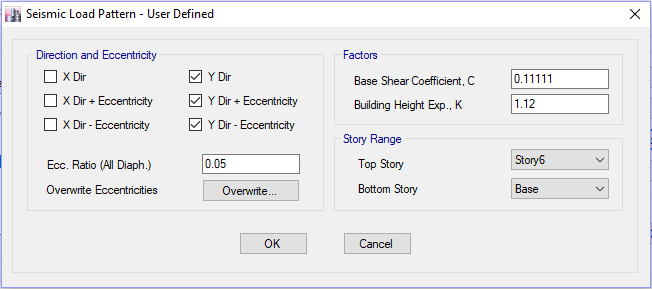 Seismic Load Pattern - User Defined
Direction and Eccentricity
X Dir
Y Dir
X Dir + Eccentricity
Y Dir + Eccentricity
X Dir - Eccentricity
Y Dir - Eccentricity
Ecc. Ratio (All Diaph.)
0.05
Overwrite Eccentricities
Overwrite...
Factors
Base Shear Coefficient, C
0.11111
Building Height Exp., K
1.12
Story Range
Top Story
Story6
Bottom Story
Base
OK
Cancel